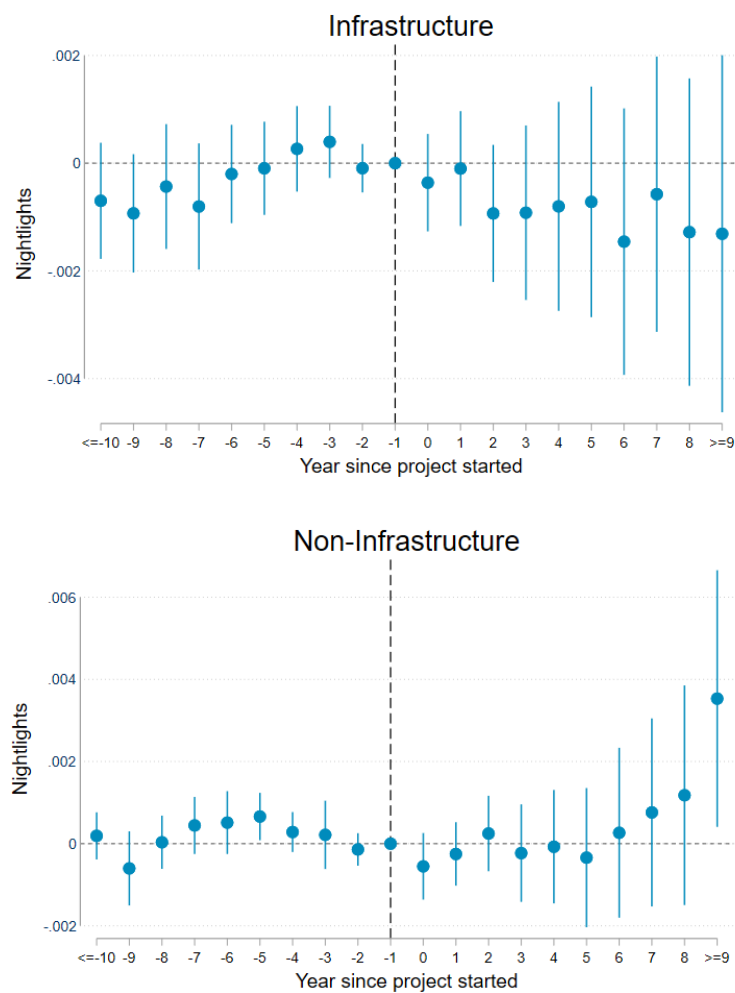 Infrastructure
.002
0
-.002
-.004
Nightlights
<=-10 -9 -8 -7 -6 -5 -4 -3 -2 -1 0 1 2 3 4 5 6 7 8 >=9
Year since project started
Non-Infrastructure
.006
.004
.002
0
-.002
Nightlights
<=-10 -9 -8 -7 -6 -5 -4 -3 -2 -1 0 1 2 3 4 5 6 7 8 >=9
Year since project started